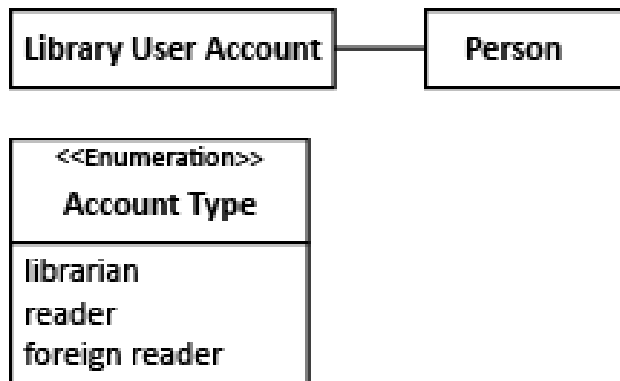 Library User Account
Person
<<Enumeration>>
Account Type
librarian
reader
foreign reader